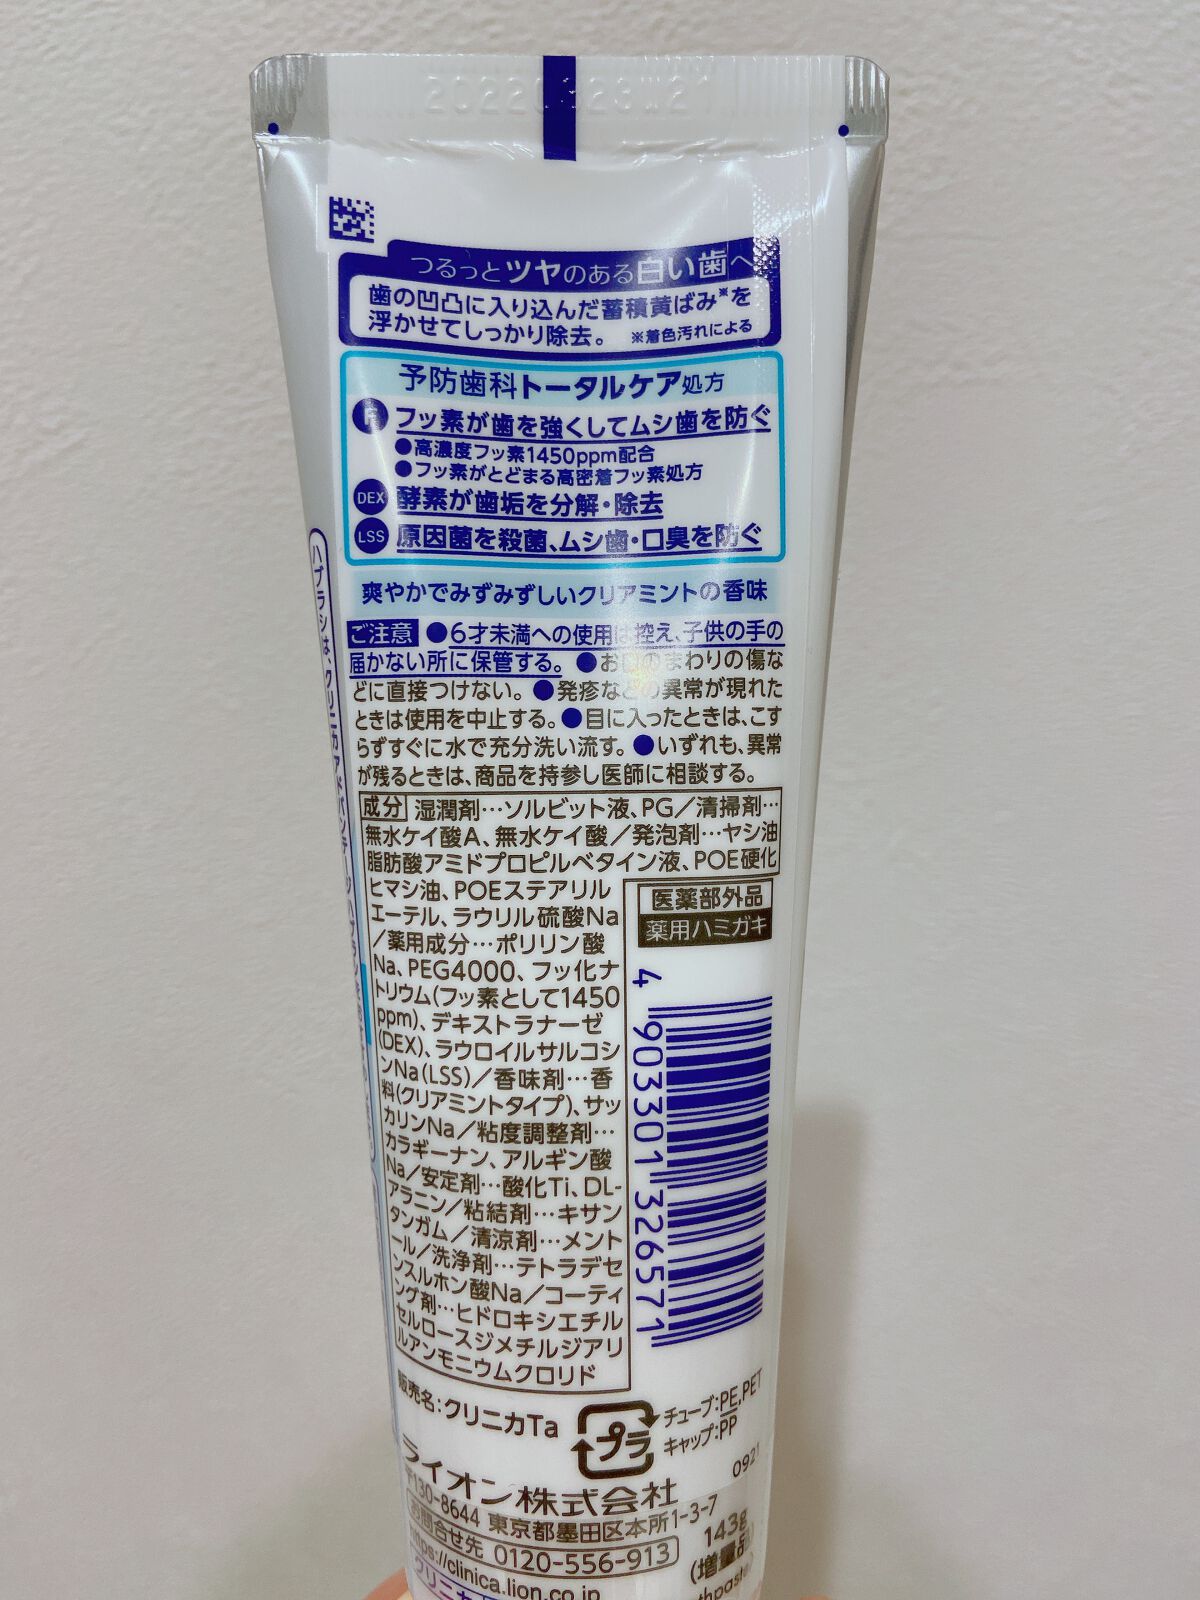 つるっとツヤのある白い歯へ
歯の凹凸に入り込んだ蓄積黄ばみ※を
浮かせてしっかり除去。 ※着色汚れによる
予防歯科トータルケア処方
F フッ素が歯を強くしてムシ歯を防ぐ
●高濃度フッ素1450ppm配合
●フッ素がとどまる高密着フッ素処方
DEX 酵素が歯垢を分解・除去
LSS 原因菌を殺菌、ムシ歯・口臭を防ぐ
爽やかでみずみずしいクリアミントの香味
ご注意 ●6才未満への使用は控え、子供の手の
届かない所に保管する。●お口のまわりの傷な
どに直接つけない。●発疹などの異常が現れた
ときは使用を中止する。●目に入ったときは、こす
らずすぐに水で充分洗い流す。●いずれも、異常
が残るときは、商品を持参し医師に相談する。
成分 湿潤剤…ソルビット液、PG/清掃剤…
無水ケイ酸A、無水ケイ酸/発泡剤…ヤシ油
脂肪酸アミドプロピルベタイン液、POE硬化
ヒマシ油、POEステアリル
エーテル、ラウリル硫酸Na
/薬用成分…ポリリン酸
Na、PEG4000、フッ化ナ
トリウム(フッ素として1450
ppm)、デキストラナーゼ
(DEX)、ラウロイルサルコシ
ンNa(LSS)/香味剤…香
料(クリアミントタイプ)、サッ
カリンNa/粘度調整剤…
カラギーナン、アルギン酸
Na/安定剤…酸化Ti、DL-
アラニン/粘結剤…キサン
タンガム/清涼剤…メント
ール/洗浄剤…テトラデセ
ンスルホン酸Na/コーティ
ング剤…ヒドロキシエチル
セルロースジメチルジアリ
ルアンモニウムクロリド
医薬部外品
薬用ハミガキ
4 903301 326571
販売名:クリニカTa
プラ
チューブ:PE,PET
キャップ:PP
0921
ライオン株式会社
〒130-8644 東京都墨田区本所1-3-7
お問合せ先 0120-556-913
https://clinica.lion.co.jp
143g
(増量品)
ハブラシは、クリニカアドバンテージ